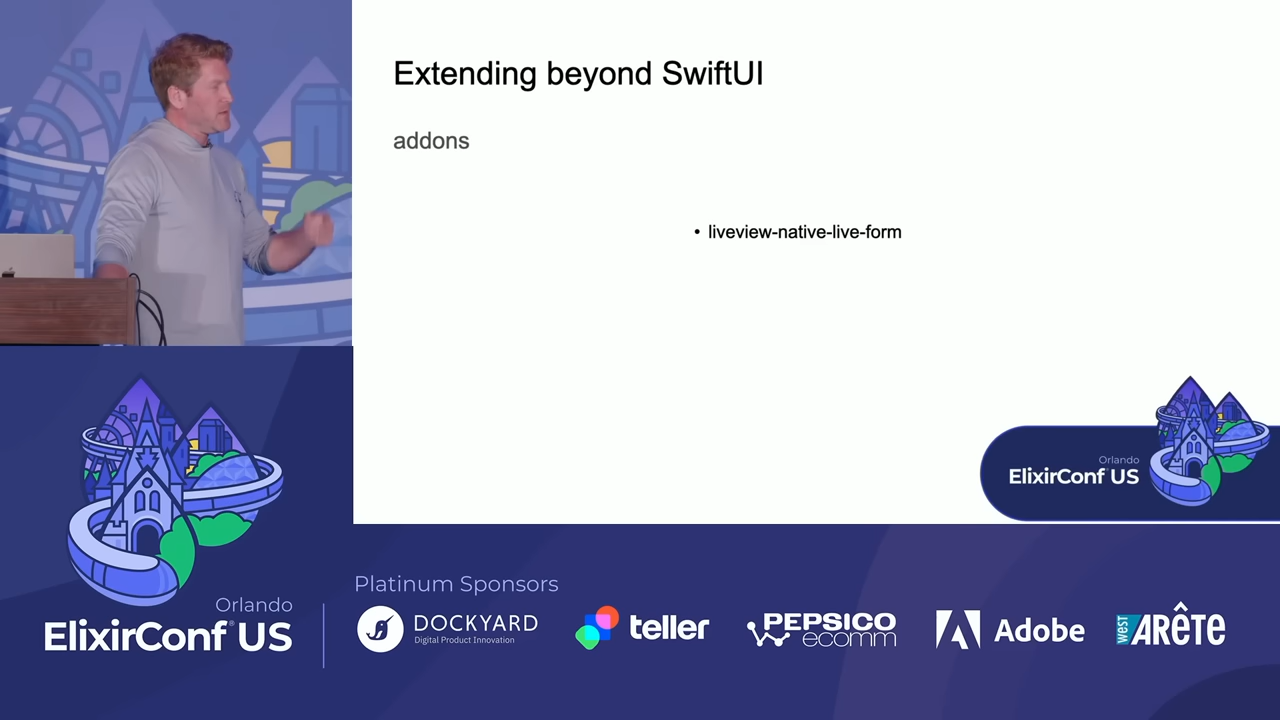 Extending beyond SwiftUI
addons
• liveview-native-live-form
Orlando
ElixirConf US
Orlando
ElixirConf® US
Platinum Sponsors
DOCKYARD
Digital Product Innovation
teller
PEPSICO
ecomm
Adobe
west ARÊTE